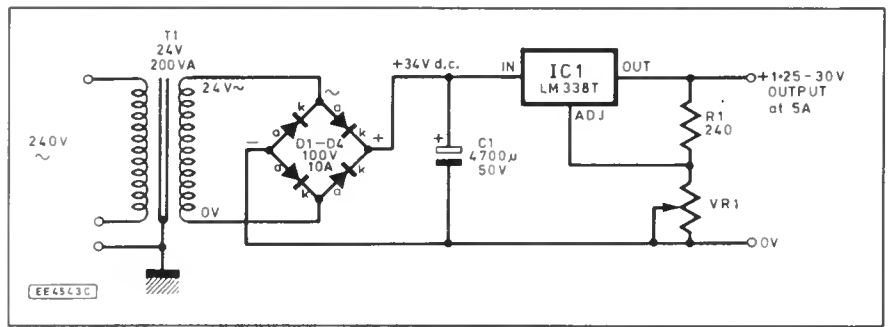 T1
24V
200VA
240V
~
24V~
0V
+34V d.c.
~
k
k
a
a
−
+
D1–D4
100V
10A
a
a
k
k
+
C1
4700μ
50V
IN
IC1
LM338T
OUT
ADJ
R1
240
VR1
+1·25–30V
OUTPUT
at 5A
0V
EE4543C